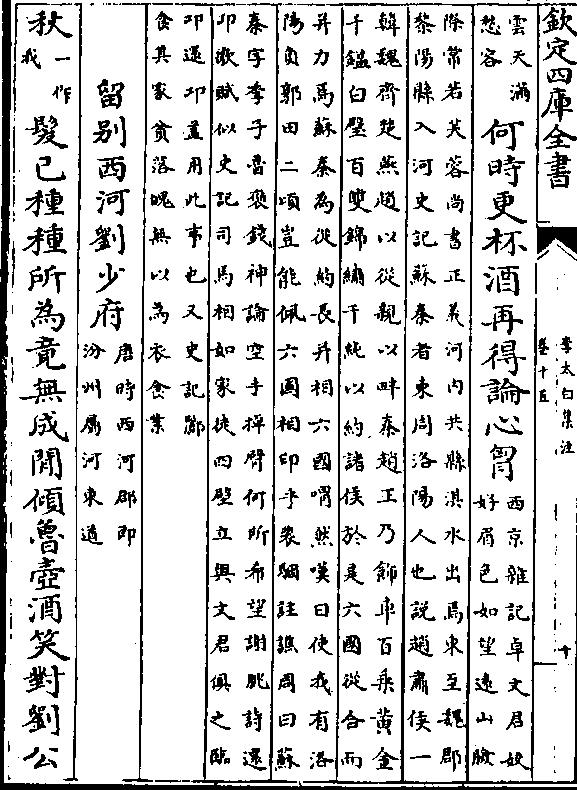 欽定四庫全書
李太白集注
卷十五
十
雲天滿
愁容
何時更杯酒再得論心胷
西京雜記卓文君姣
好眉色如望遠山臉
際常若芙蓉尚書正義河内共縣淇水出焉東至魏郡
黎陽縣入河史記蘇秦者東周洛陽人也説趙肅侯一
韓魏齊楚燕趙以從親以畔秦趙王乃飾車百乘黄金
千鎰白璧百雙錦繡千純以約諸侯於是六國從合而
并力焉蘇秦為從約長并相六國喟然嘆曰使我有洛
陽負郭田二頃豈能佩六國相印乎裴駰註譙周曰蘇
秦字季子魯褒錢神論空手掉臂何所希望謝朓詩還
卭歌賦似史記司馬相如家徒四壁立與文君俱之臨
卭還卭並用此事也又史記酈
食其家貧落魄無以為衣食業
留别西河劉少府
唐時西河郡即
汾州屬河東道
秋
一作
我
髮已種種所為竟無成閒傾魯壺酒笑對劉公